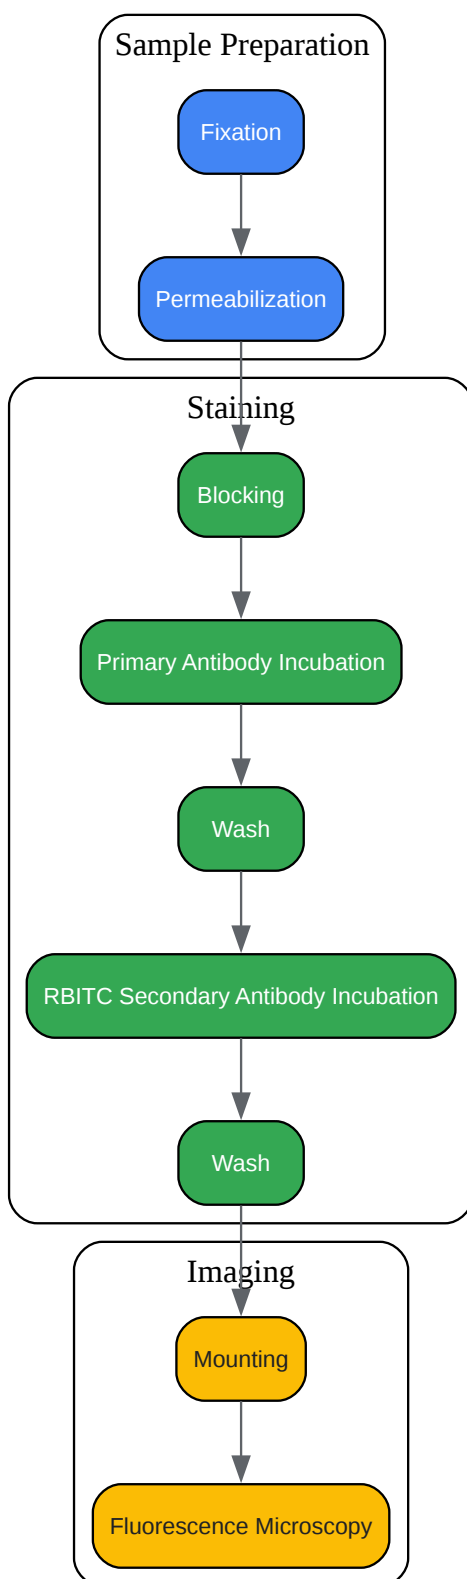 Sample Preparation
Fixation
Permeabilization
Staining
Blocking
Primary Antibody Incubation
Wash
RBITC Secondary Antibody Incubation
Wash
Imaging
Mounting
Fluorescence Microscopy